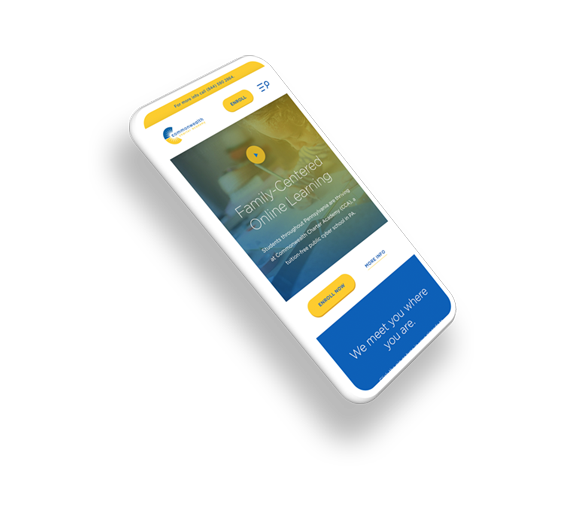 For more info call (844) 590 2864
commonwealth
ENROLL
Family-Centered
Online Learning
Students throughout Pennsylvania are thriving
at Commonwealth Charter Academy (CCA), a
tuition-free public cyber school in PA.
ENROLL NOW
MORE INFO
We meet you where
you are.